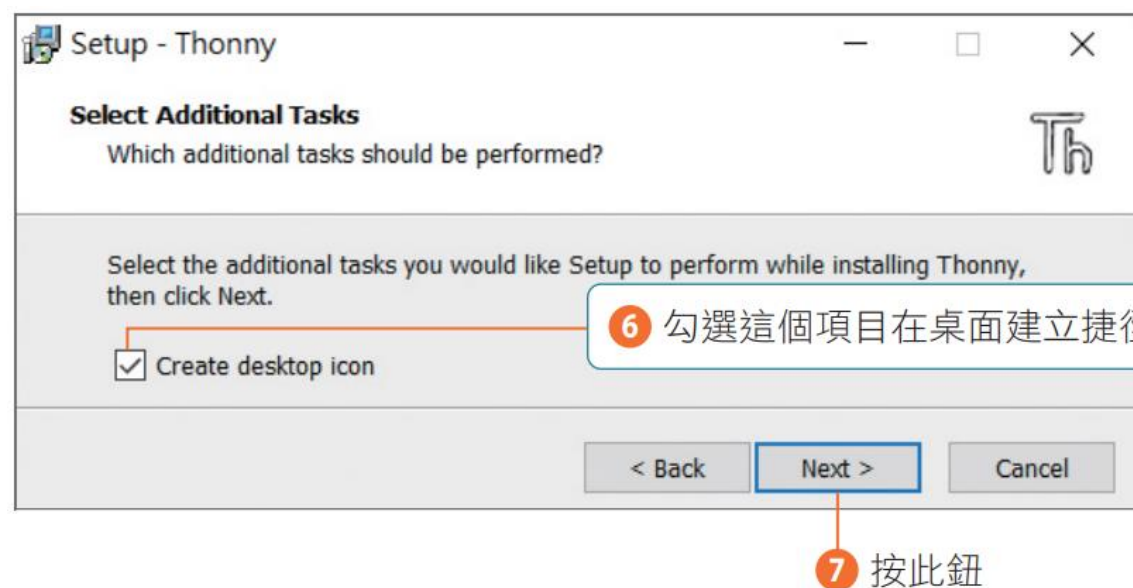 Setup - Thonny
Select Additional Tasks
Which additional tasks should be performed?
Th
Select the additional tasks you would like Setup to perform while installing Thonny,
then click Next.
6 勾選這個項目在桌面建立捷徑
Create desktop icon
< Back
Next >
Cancel
7 按此鈕